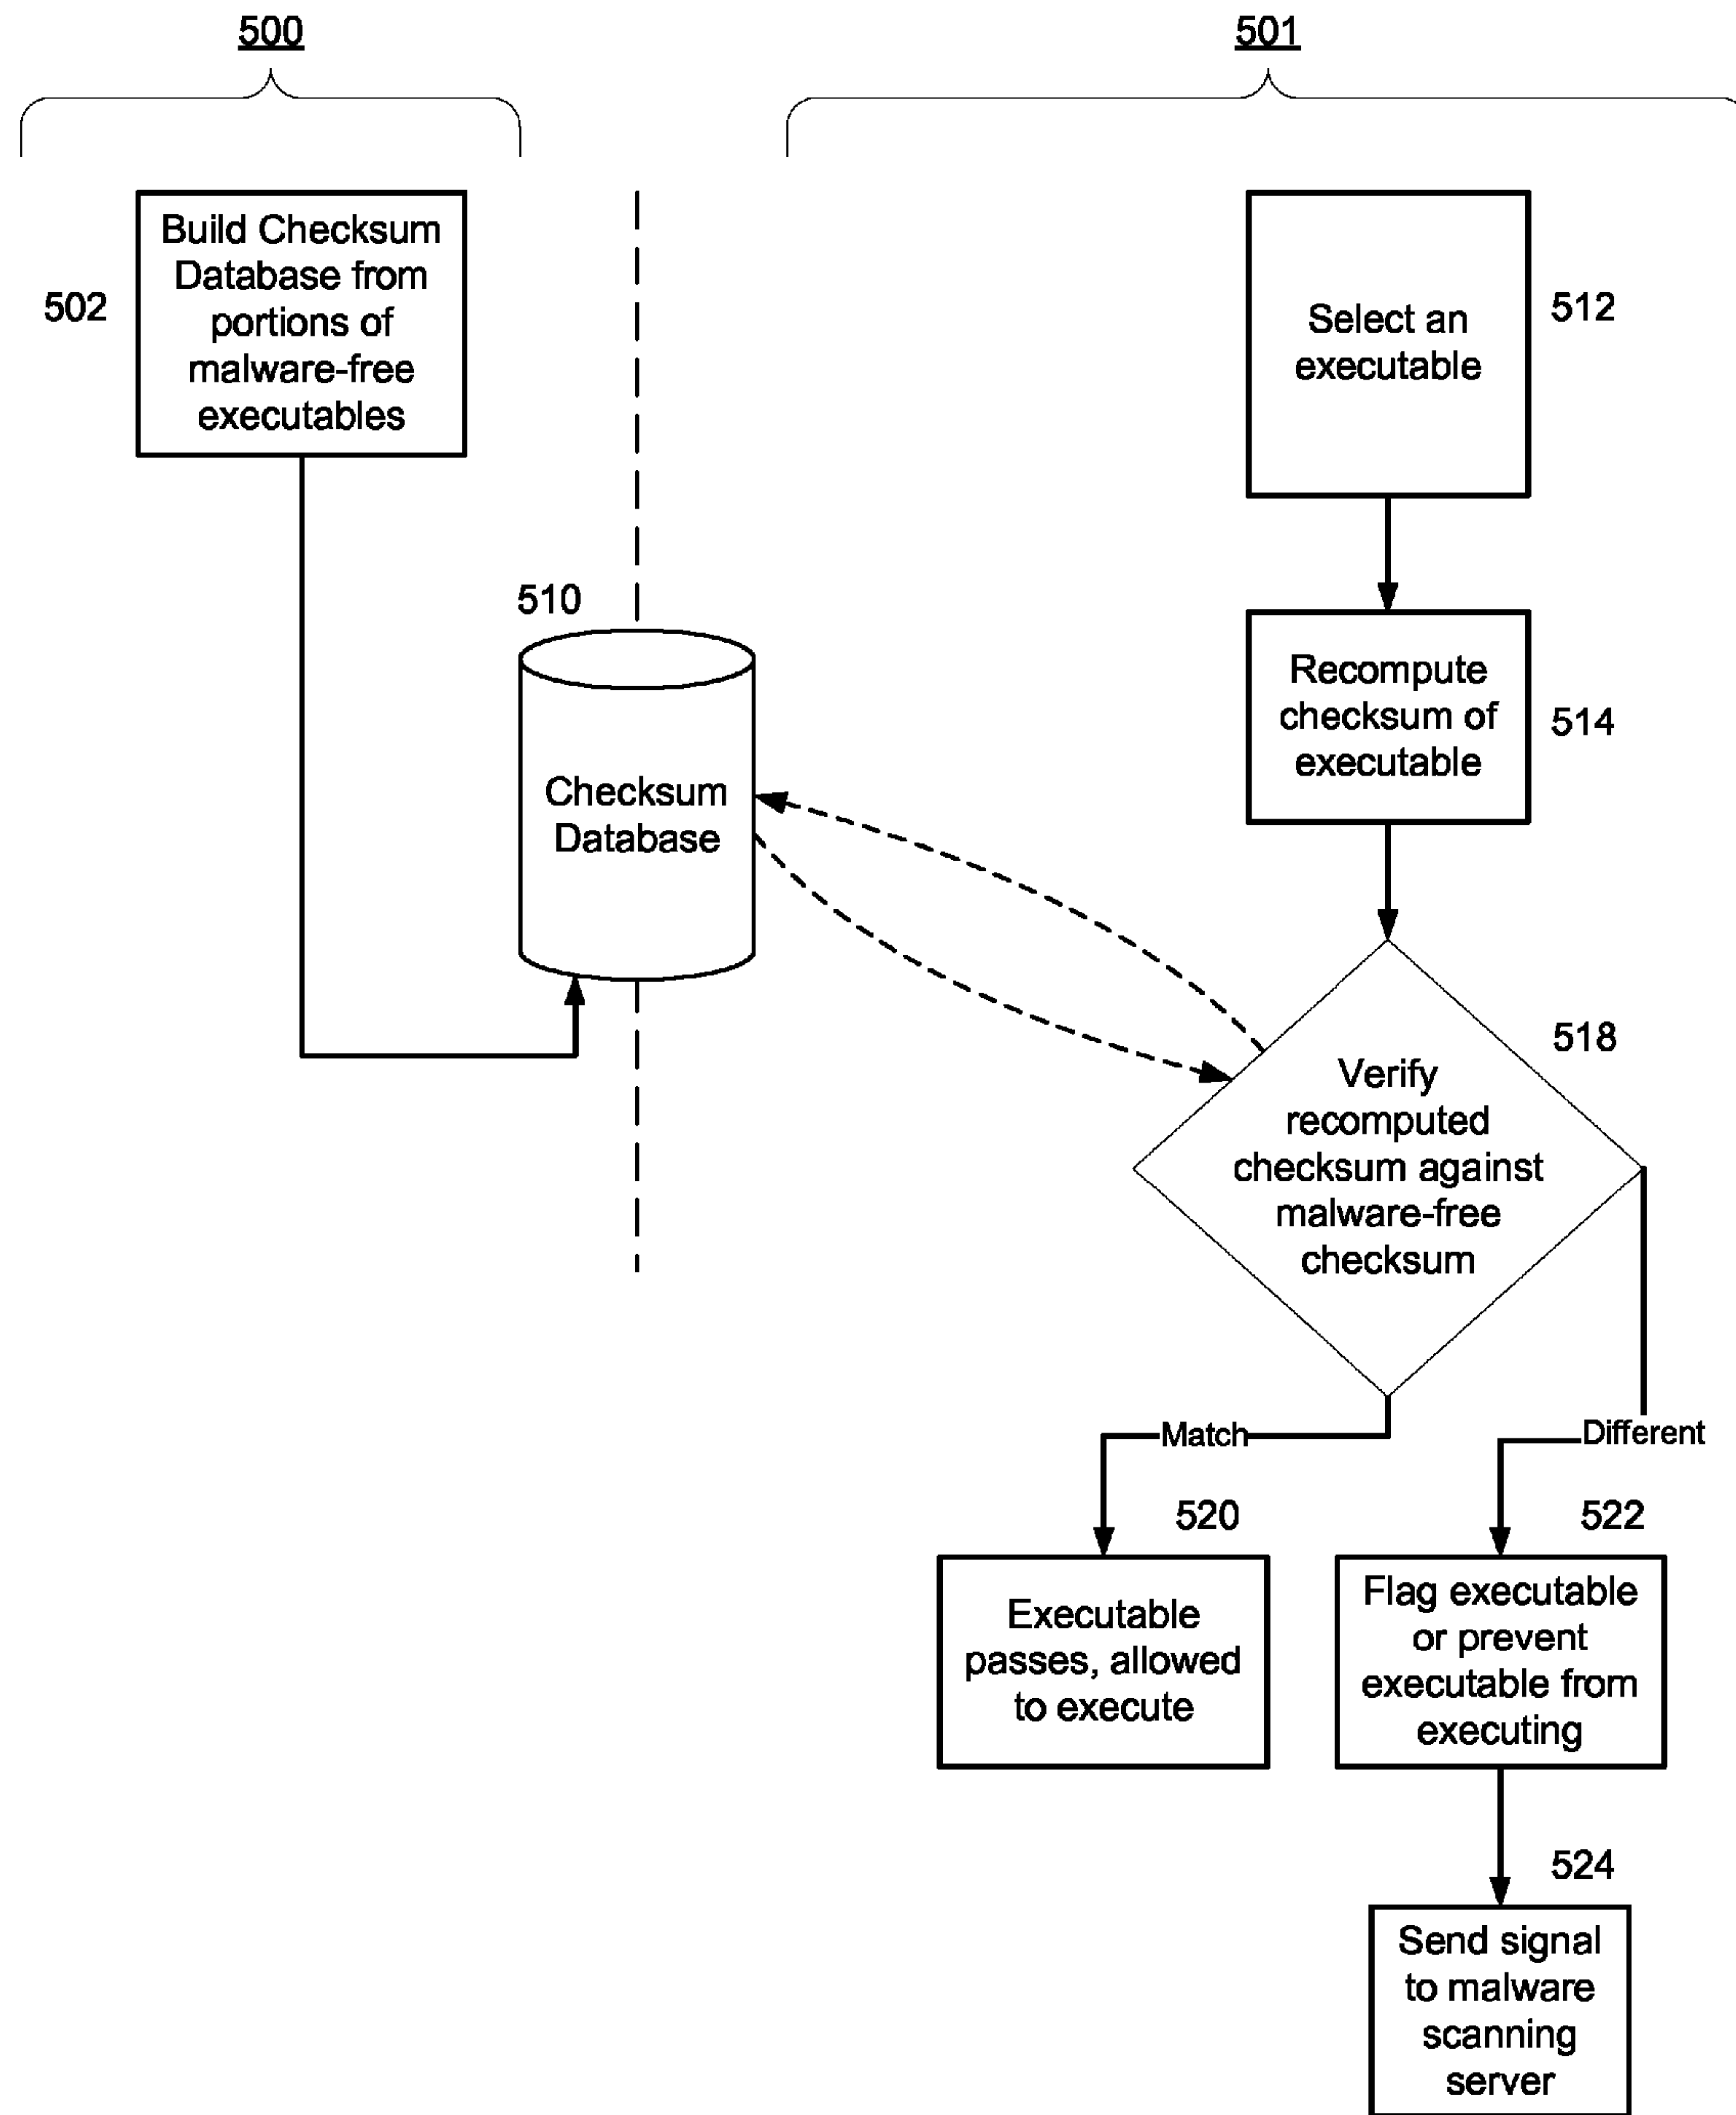 500
501
Build Checksum
Database from
portions of
malware-free
executables
502
Select an
executable
512
510
Checksum
Database
Recompute
checksum of
executable
514
518
Verify
recomputed
checksum against
malware-free
checksum
Match
Different
520
522
Executable
passes, allowed
to execute
Flag executable
or prevent
executable from
executing
524
Send signal
to malware
scanning
server